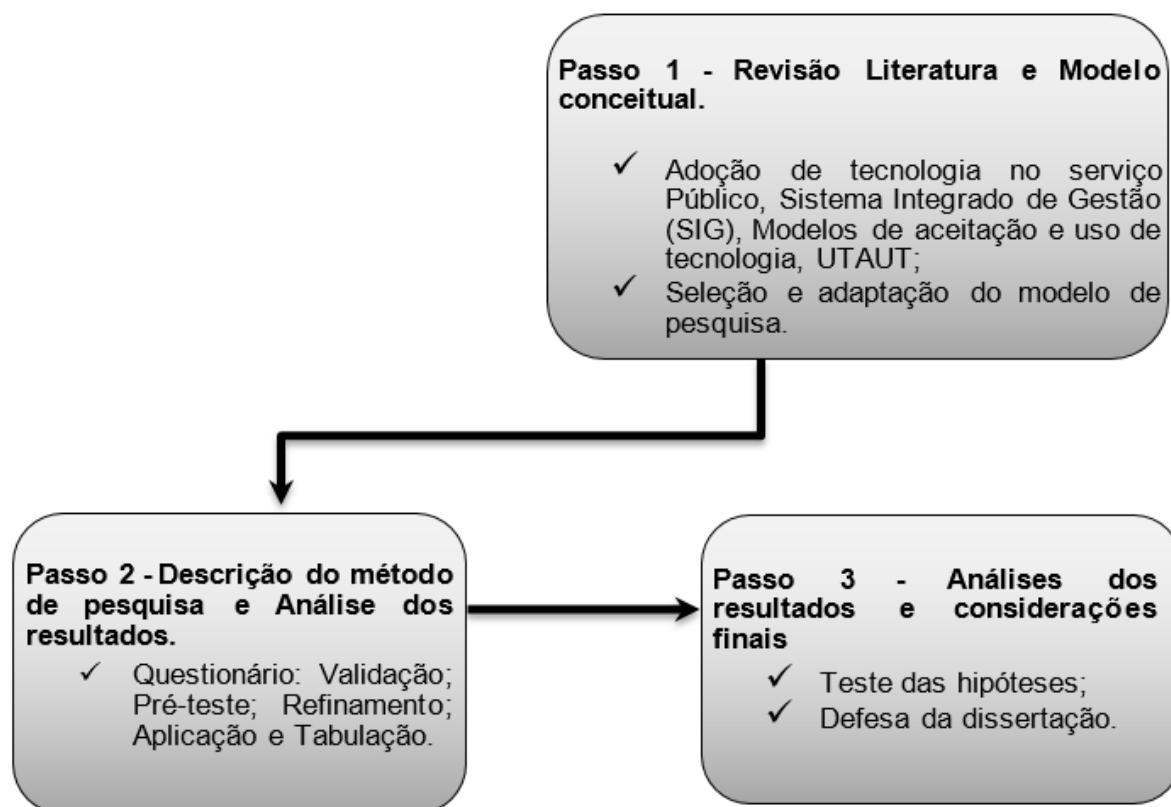 Passo 1 - Revisão Literatura e Modelo
conceitual.
✓ Adoção de tecnologia no serviço
Público, Sistema Integrado de Gestão
(SIG), Modelos de aceitação e uso de
tecnologia, UTAUT;
✓ Seleção e adaptação do modelo de
pesquisa.
Passo 2 - Descrição do método
de pesquisa e Análise dos
resultados.
✓ Questionário: Validação;
Pré-teste; Refinamento;
Aplicação e Tabulação.
Passo 3 - Análises dos
resultados e considerações
finais
✓ Teste das hipóteses;
✓ Defesa da dissertação.